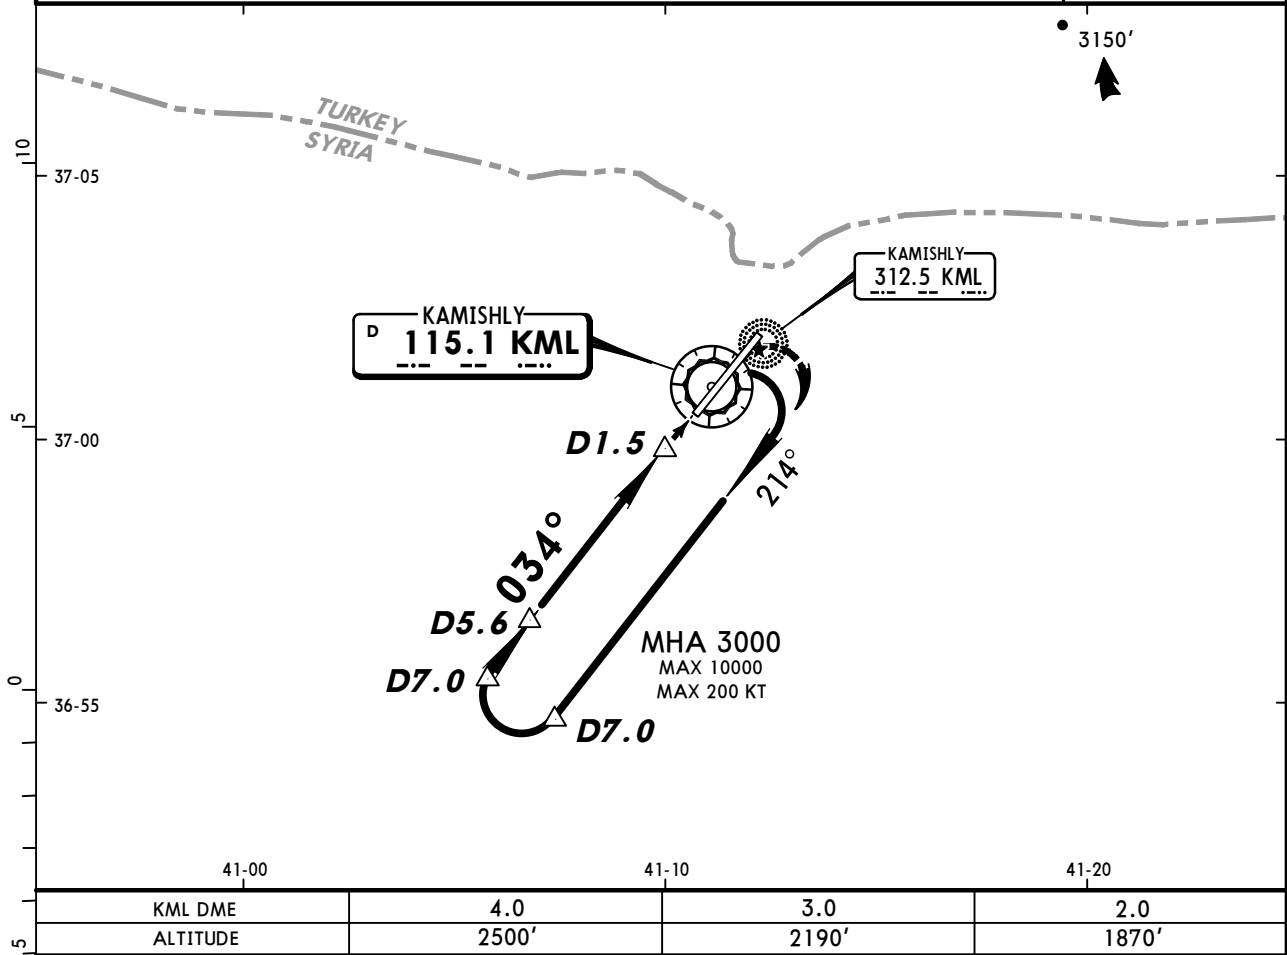 3150'
TURKEY
SYRIA
10
37-05
KAMISHLY
312.5 KML
KAMISHLY
D 115.1 KML
5
37-00
D1.5
214°
034°
D5.6
MHA 3000
MAX 10000
MAX 200 KT
D7.0
0
36-55
D7.0
41-00 41-10 41-20
KML DME 4.0 3.0 2.0
5
ALTITUDE 2500' 2190' 1870'